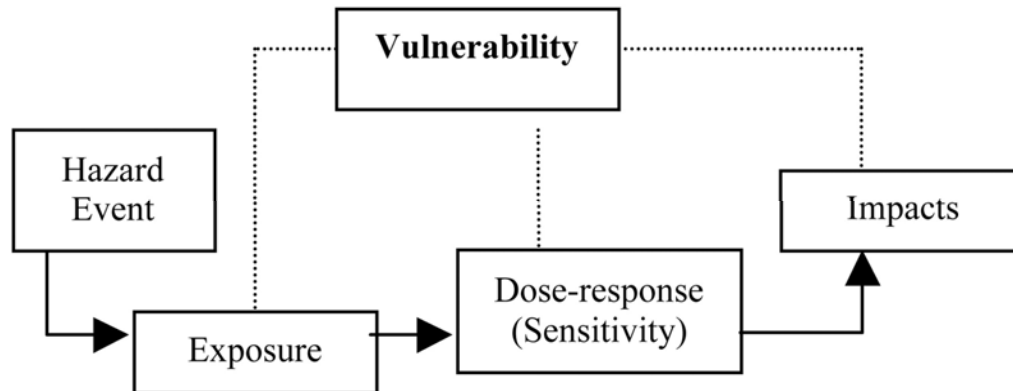 Vulnerability
Hazard
Event
Impacts
Dose-response
(Sensitivity)
Exposure